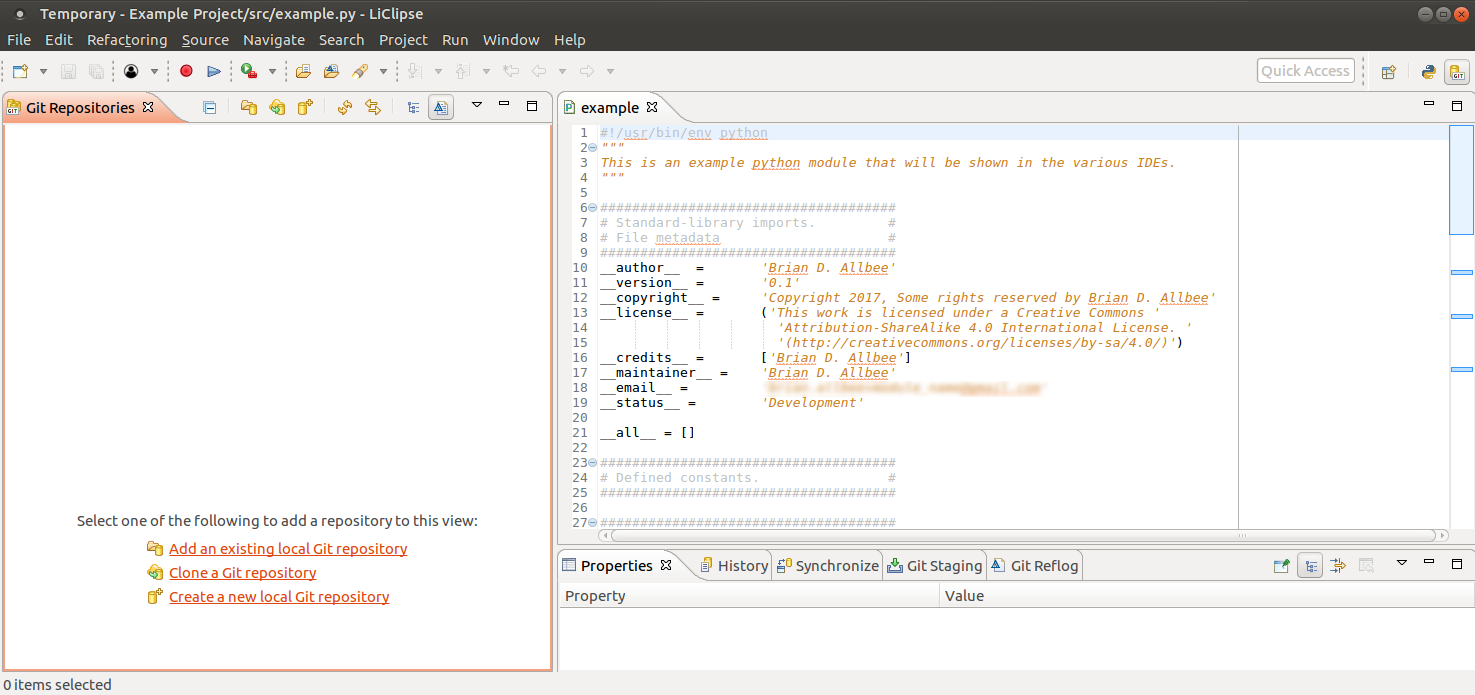 Temporary - Example Project/src/example.py - LiClipse
File Edit Refactoring Source Navigate Search Project Run Window Help
Quick Access
GIT
GIT Git Repositories
Select one of the following to add a repository to this view:
Add an existing local Git repository
Clone a Git repository
Create a new local Git repository
example
1 #!/usr/bin/env python
2 """
3 This is an example python module that will be shown in the various IDEs.
4 """
5
6 #####################################
7 # Standard-library imports.         #
8 # File metadata                     #
9 #####################################
10 __author__  =       'Brian D. Allbee'
11 __version__ =       '0.1'
12 __copyright__ =     'Copyright 2017, Some rights reserved by Brian D. Allbee'
13 __license__ =       ('This work is licensed under a Creative Commons '
14                       'Attribution-ShareAlike 4.0 International License. '
15                       '(http://creativecommons.org/licenses/by-sa/4.0/)')
16 __credits__ =       ['Brian D. Allbee']
17 __maintainer__ =    'Brian D. Allbee'
18 __email__ =
19 __status__ =        'Development'
20
21 __all__ = []
22
23 #####################################
24 # Defined constants.                #
25 #####################################
26
27 #####################################
Properties History Synchronize Git Staging Git Reflog
Property Value
0 items selected